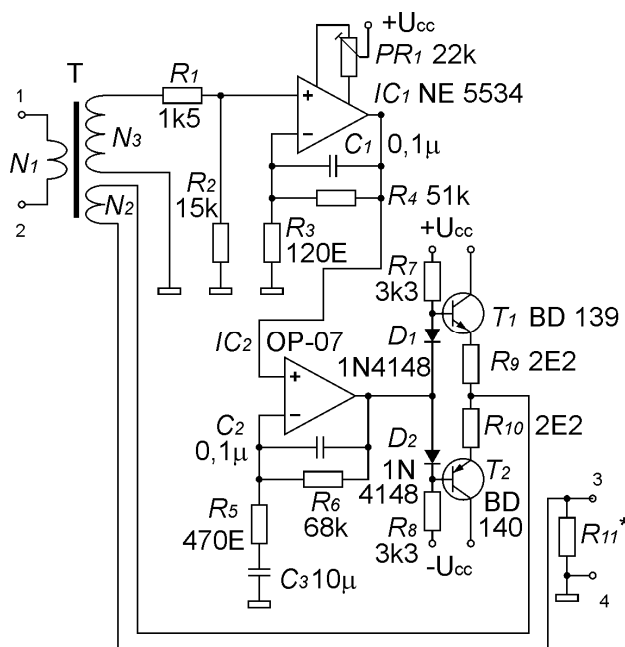 +Ucc
PR1 22k
T
R1
1k5
IC1 NE 5534
1
N1
N3
+
−
C1 0,1μ
R2
15k
R4 51k
N2
2
R3
120E
+Ucc
R7
3k3
T1 BD 139
IC2 OP-07
D1
1N4148
R9 2E2
+
−
C2
0,1μ
D2
1N
4148
R10 2E2
T2
BD
140
R5
470E
R6
68k
R8
3k3
3
R11*
C3 10μ
-Ucc
4